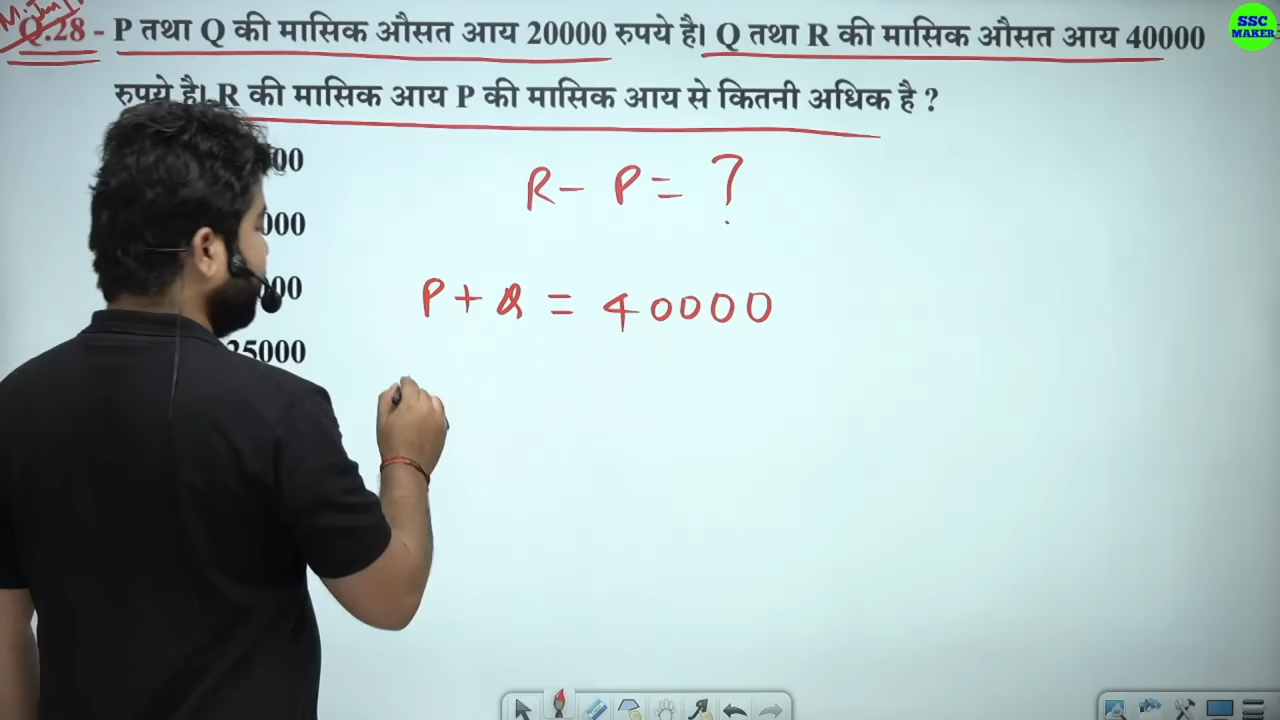 Q.28 - P तथा Q की मासिक औसत आय 20000 रुपये है। Q तथा R की मासिक औसत आय 40000
रुपये है। R की मासिक आय P की मासिक आय से कितनी अधिक है ?
SSC
MAKER
R - P = ?
P + Q = 40000
25000